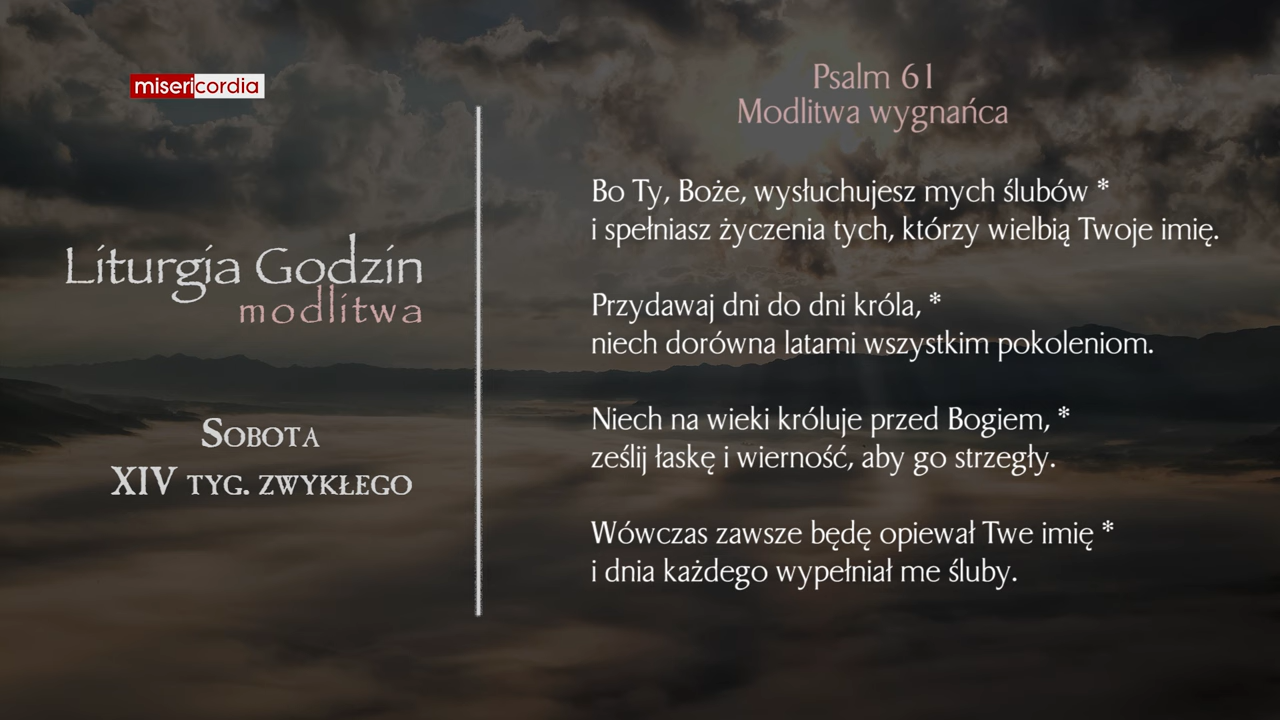 misericordia
Liturgia Godzin
modlitwa
Sobota
XIV tyg. zwykłego
Psalm 61
Modlitwa wygnańca
Bo Ty, Boże, wysłuchujesz mych ślubów *
i spełniasz życzenia tych, którzy wielbią Twoje imię.
Przydawaj dni do dni króla, *
niech dorówna latami wszystkim pokoleniom.
Niech na wieki króluje przed Bogiem, *
ześlij łaskę i wierność, aby go strzegły.
Wówczas zawsze będę opiewał Twe imię *
i dnia każdego wypełniał me śluby.